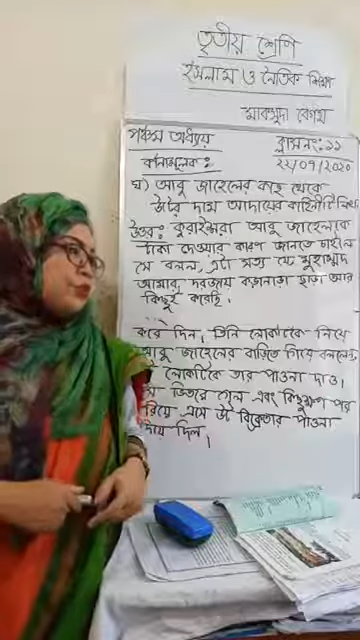 তৃতীয় শ্রেণি
ইসলাম ও নৈতিক শিক্ষা
মাকসুদা বেগম
পঞ্চম অধ্যায়
ক্লাস নং: ১১
বর্ণনামূলক :
২২/০৭/২০২০
ঘ) আবু জাহেলের কাছ থেকে
উটের দাম আদায়ের কাহিনীটি লিখ।
উত্তর : কুরাইশরা আবু জাহেলকে
টাকা দেওয়ার কারণ জানতে চাইলে
সে বলল, এটা সত্য যে মুহাম্মদ
আমার দরজায় কড়ানাড়া ছাড়া আর
কিছুই করেনি।
করে দিন। তিনি লোকটিকে নিয়ে
আবু জাহেলের বাড়িতে গিয়ে বললেন,
লোকটিকে তার পাওনা দাও।
ভিতরে গেল এবং কিছুক্ষণ পর
এসে উট বিক্রেতার পাওনা
দিল।